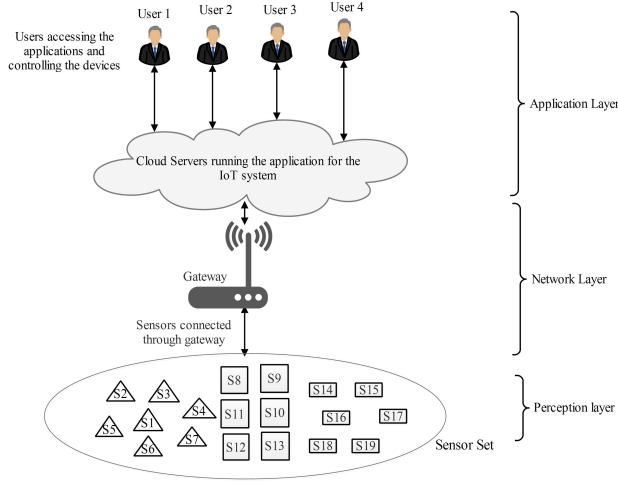 User 1
User 2
User 3
User 4
Users accessing the
applications and
controlling the devices
Application Layer
Cloud Servers running the application for the
IoT system
Gateway
Network Layer
Sensors connected
through gateway
S8
S9
S2
S3
S14
S15
S1
S4
S11
S10
S16
S17
Perception layer
S5
S7
S6
S12
S13
S18
S19
Sensor Set